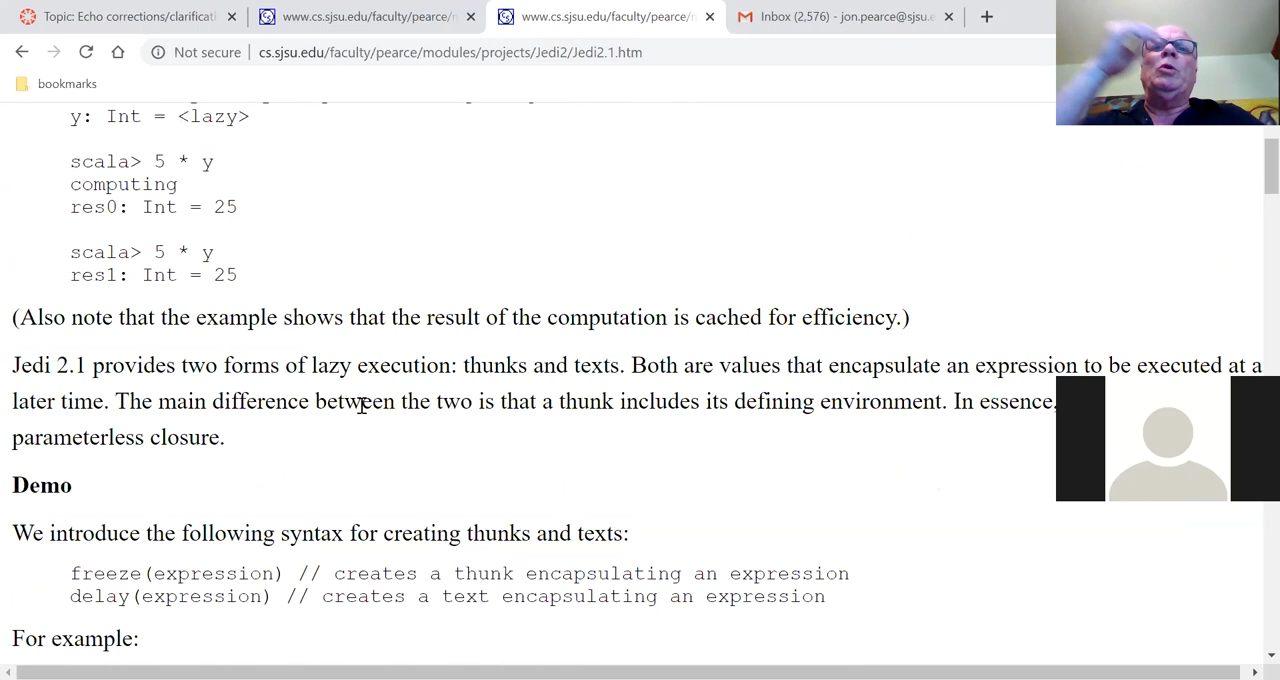 Topic: Echo corrections/clarificati
www.cs.sjsu.edu/faculty/pearce/
www.cs.sjsu.edu/faculty/pearce/
Inbox (2,576) - jon.pearce@sjsu.e
Not secure
cs.sjsu.edu/faculty/pearce/modules/projects/Jedi2/Jedi2.1.htm
bookmarks
y: Int = <lazy>
scala> 5 * y
computing
res0: Int = 25
scala> 5 * y
res1: Int = 25
(Also note that the example shows that the result of the computation is cached for efficiency.)
Jedi 2.1 provides two forms of lazy execution: thunks and texts. Both are values that encapsulate an expression to be executed at a
later time. The main difference between the two is that a thunk includes its defining environment. In essence,
parameterless closure.
Demo
We introduce the following syntax for creating thunks and texts:
freeze(expression) // creates a thunk encapsulating an expression
delay(expression) // creates a text encapsulating an expression
For example: